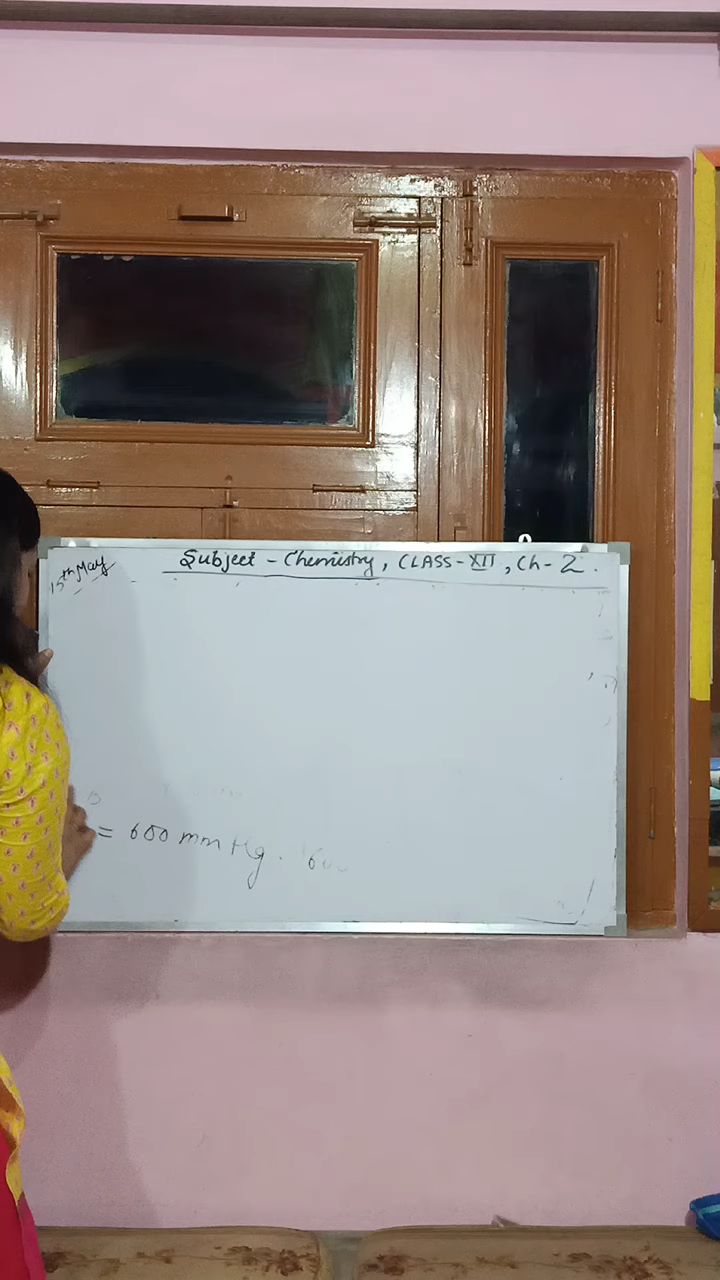 15th May
Subject - Chemistry, CLASS-XII, Ch-2.
= 600 mm Hg.